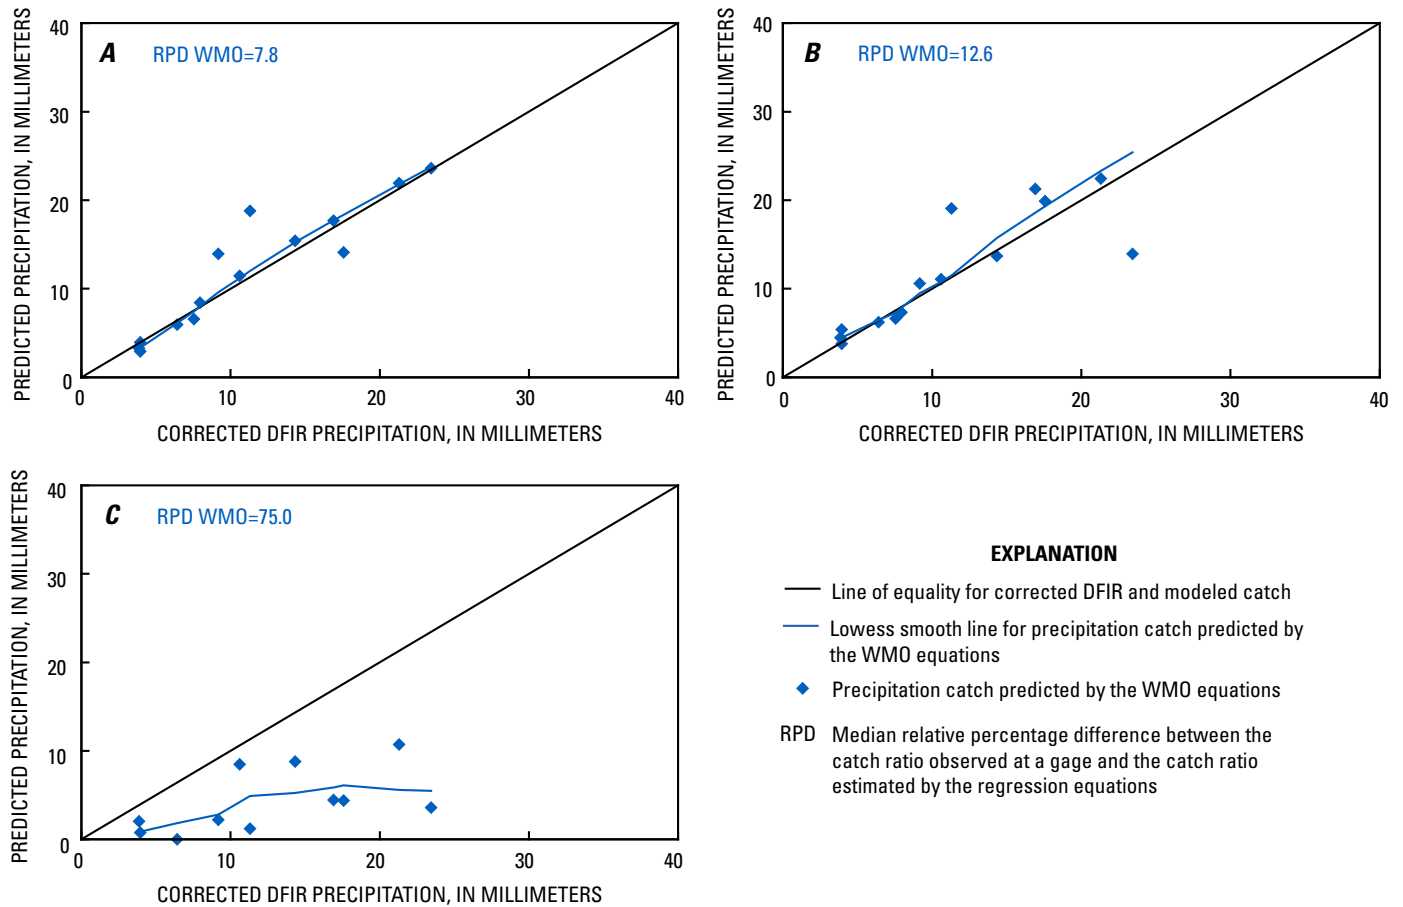 PREDICTED PRECIPITATION, IN MILLIMETERS
40
30
20
10
0
A
RPD WMO=7.8
0 10 20 30 40
CORRECTED DFIR PRECIPITATION, IN MILLIMETERS
PREDICTED PRECIPITATION, IN MILLIMETERS
40
30
20
10
0
B
RPD WMO=12.6
0 10 20 30 40
CORRECTED DFIR PRECIPITATION, IN MILLIMETERS
PREDICTED PRECIPITATION, IN MILLIMETERS
40
30
20
10
0
C
RPD WMO=75.0
0 10 20 30 40
CORRECTED DFIR PRECIPITATION, IN MILLIMETERS
EXPLANATION
Line of equality for corrected DFIR and modeled catch
Lowess smooth line for precipitation catch predicted by
the WMO equations
Precipitation catch predicted by the WMO equations
RPD Median relative percentage difference between the
catch ratio observed at a gage and the catch ratio
estimated by the regression equations